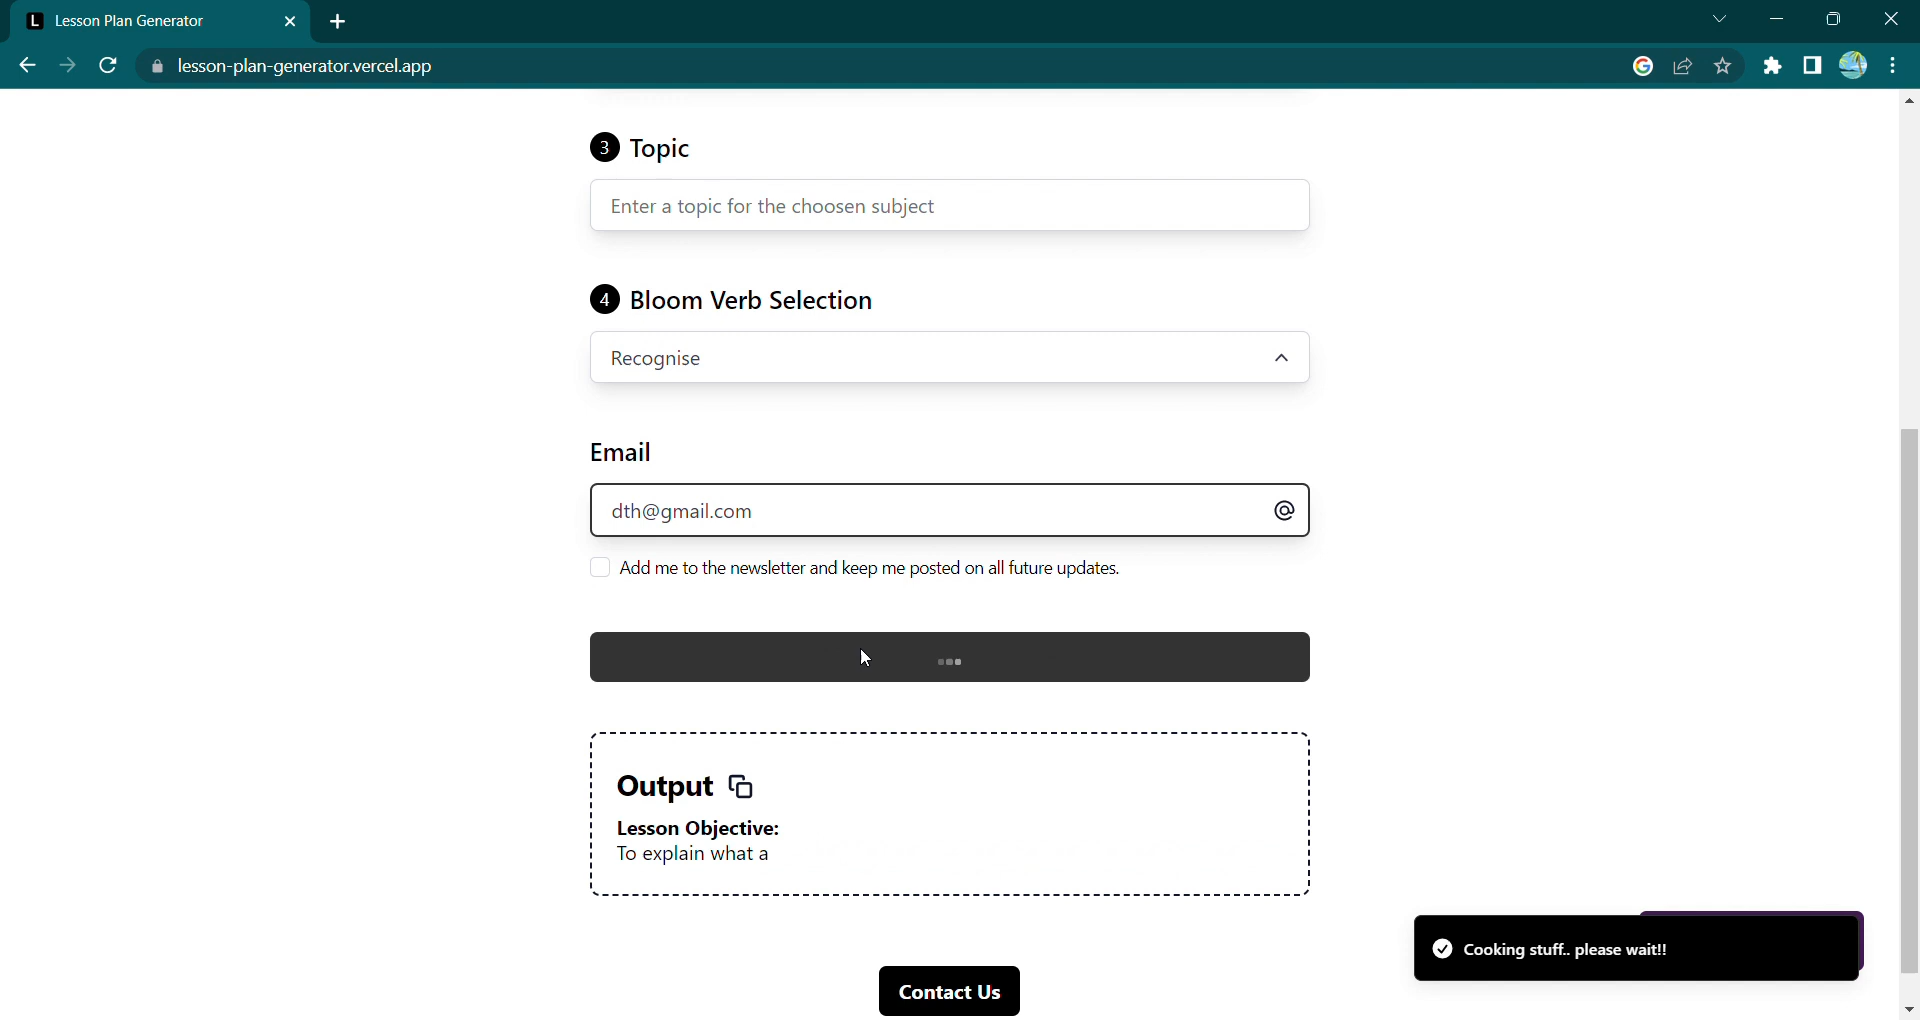 L Lesson Plan Generator
lesson-plan-generator.vercel.app
3 Topic
Enter a topic for the choosen subject
4 Bloom Verb Selection
Recognise
Email
dth@gmail.com
Add me to the newsletter and keep me posted on all future updates.
Output
Lesson Objective:
To explain what a
Cooking stuff.. please wait!!
Contact Us